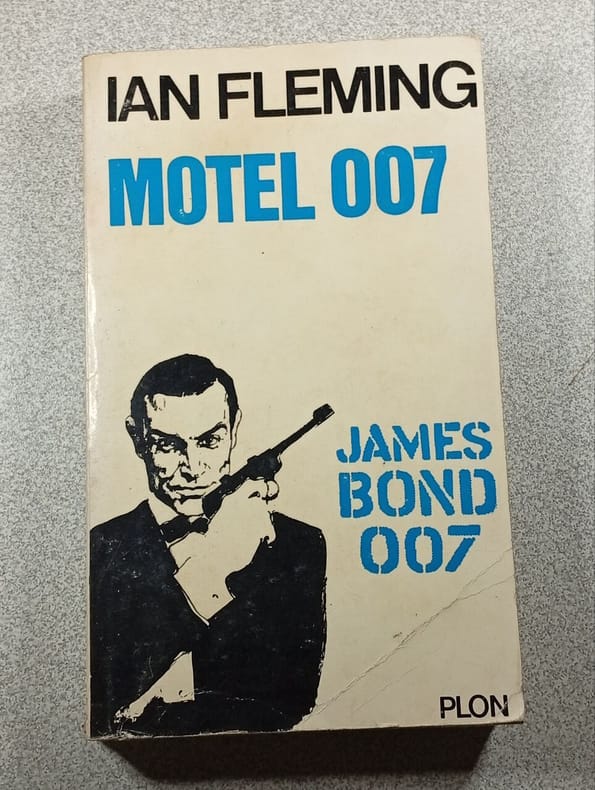 IAN FLEMING
MOTEL 007
JAMES
BOND
007
PLON